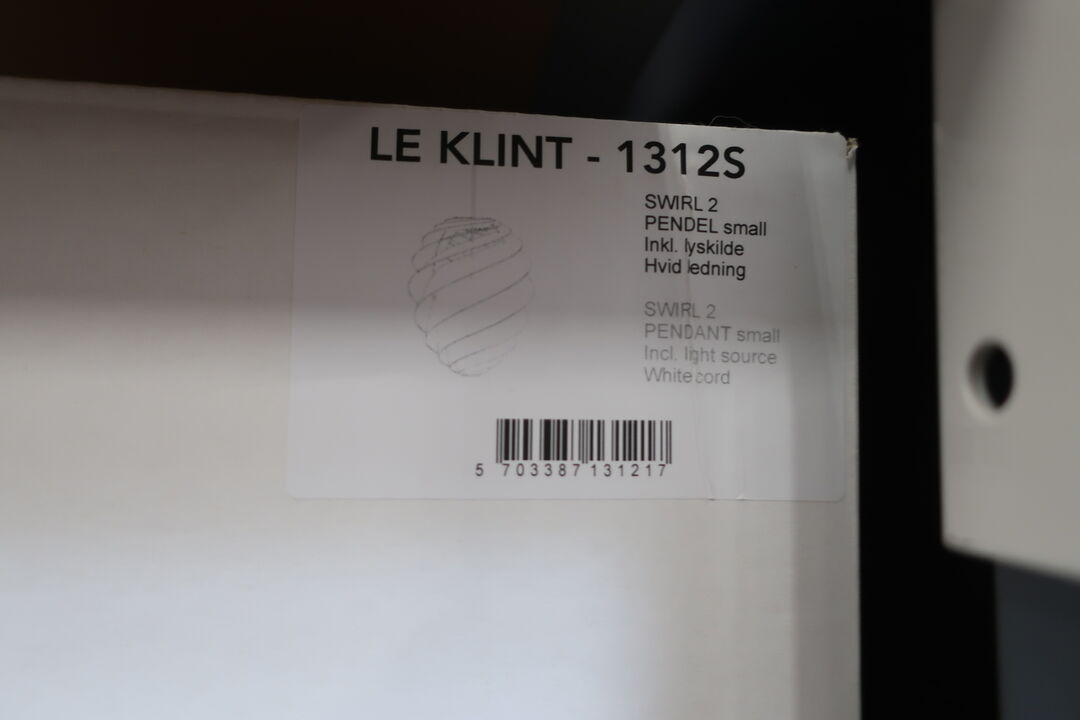 LE KLINT - 1312S
SWIRL 2
PENDEL small
Inkl. lyskilde
Hvid ledning
SWIRL 2
PENDANT small
Incl. light source
White cord
5 703387 131217